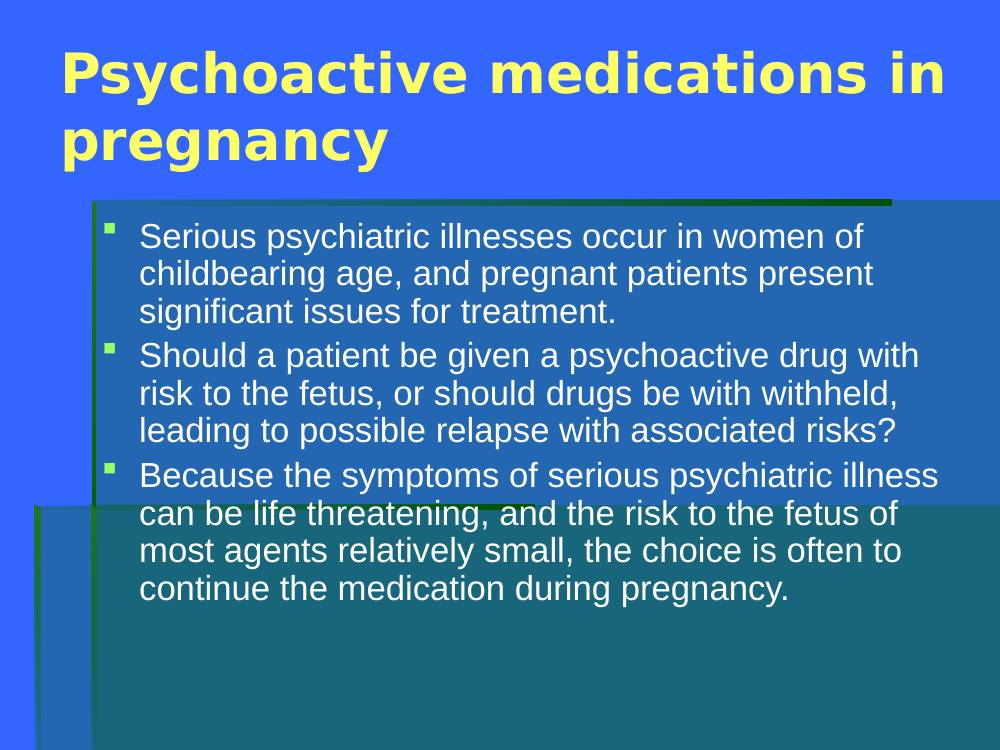 Psychoactive medications in
pregnancy
Serious psychiatric illnesses occur in women of
childbearing age, and pregnant patients present
significant issues for treatment.
Should a patient be given a psychoactive drug with
risk to the fetus, or should drugs be with withheld,
leading to possible relapse with associated risks?
Because the symptoms of serious psychiatric illness
can be life threatening, and the risk to the fetus of
most agents relatively small, the choice is often to
continue the medication during pregnancy.